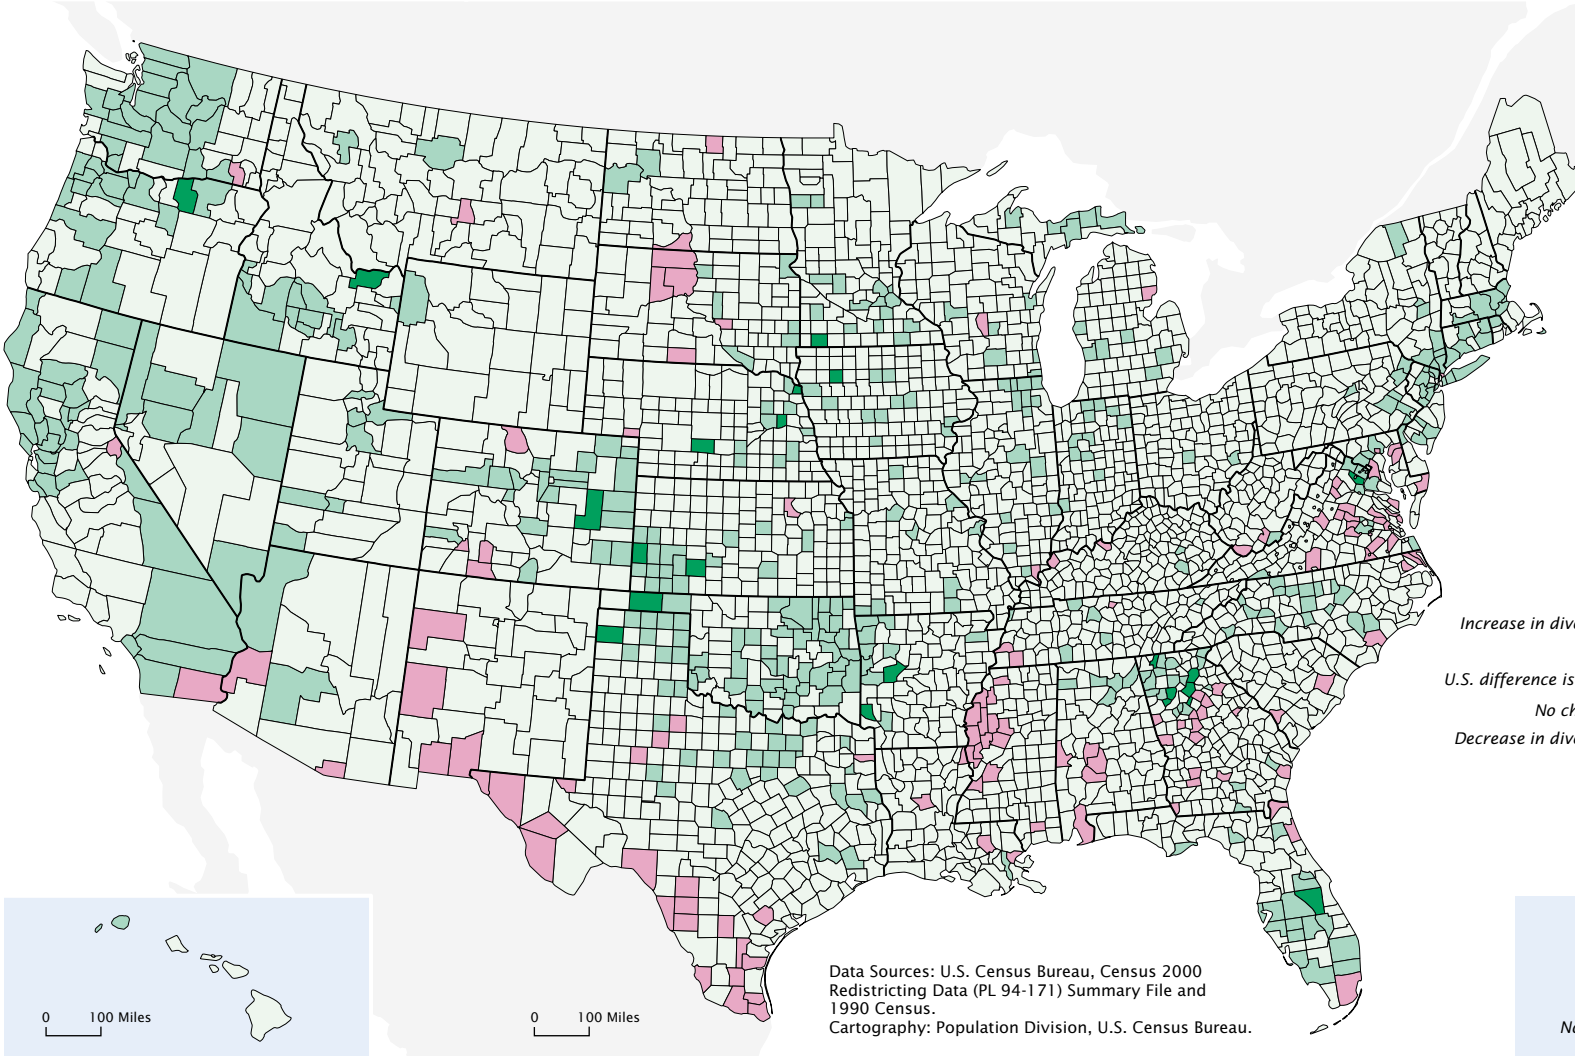 Increase in dive
U.S. difference is
No ch
Decrease in dive
Data Sources: U.S. Census Bureau, Census 2000
Redistricting Data (PL 94-171) Summary File and
1990 Census.
Cartography: Population Division, U.S. Census Bureau.
0 100 Miles
0 100 Miles
No